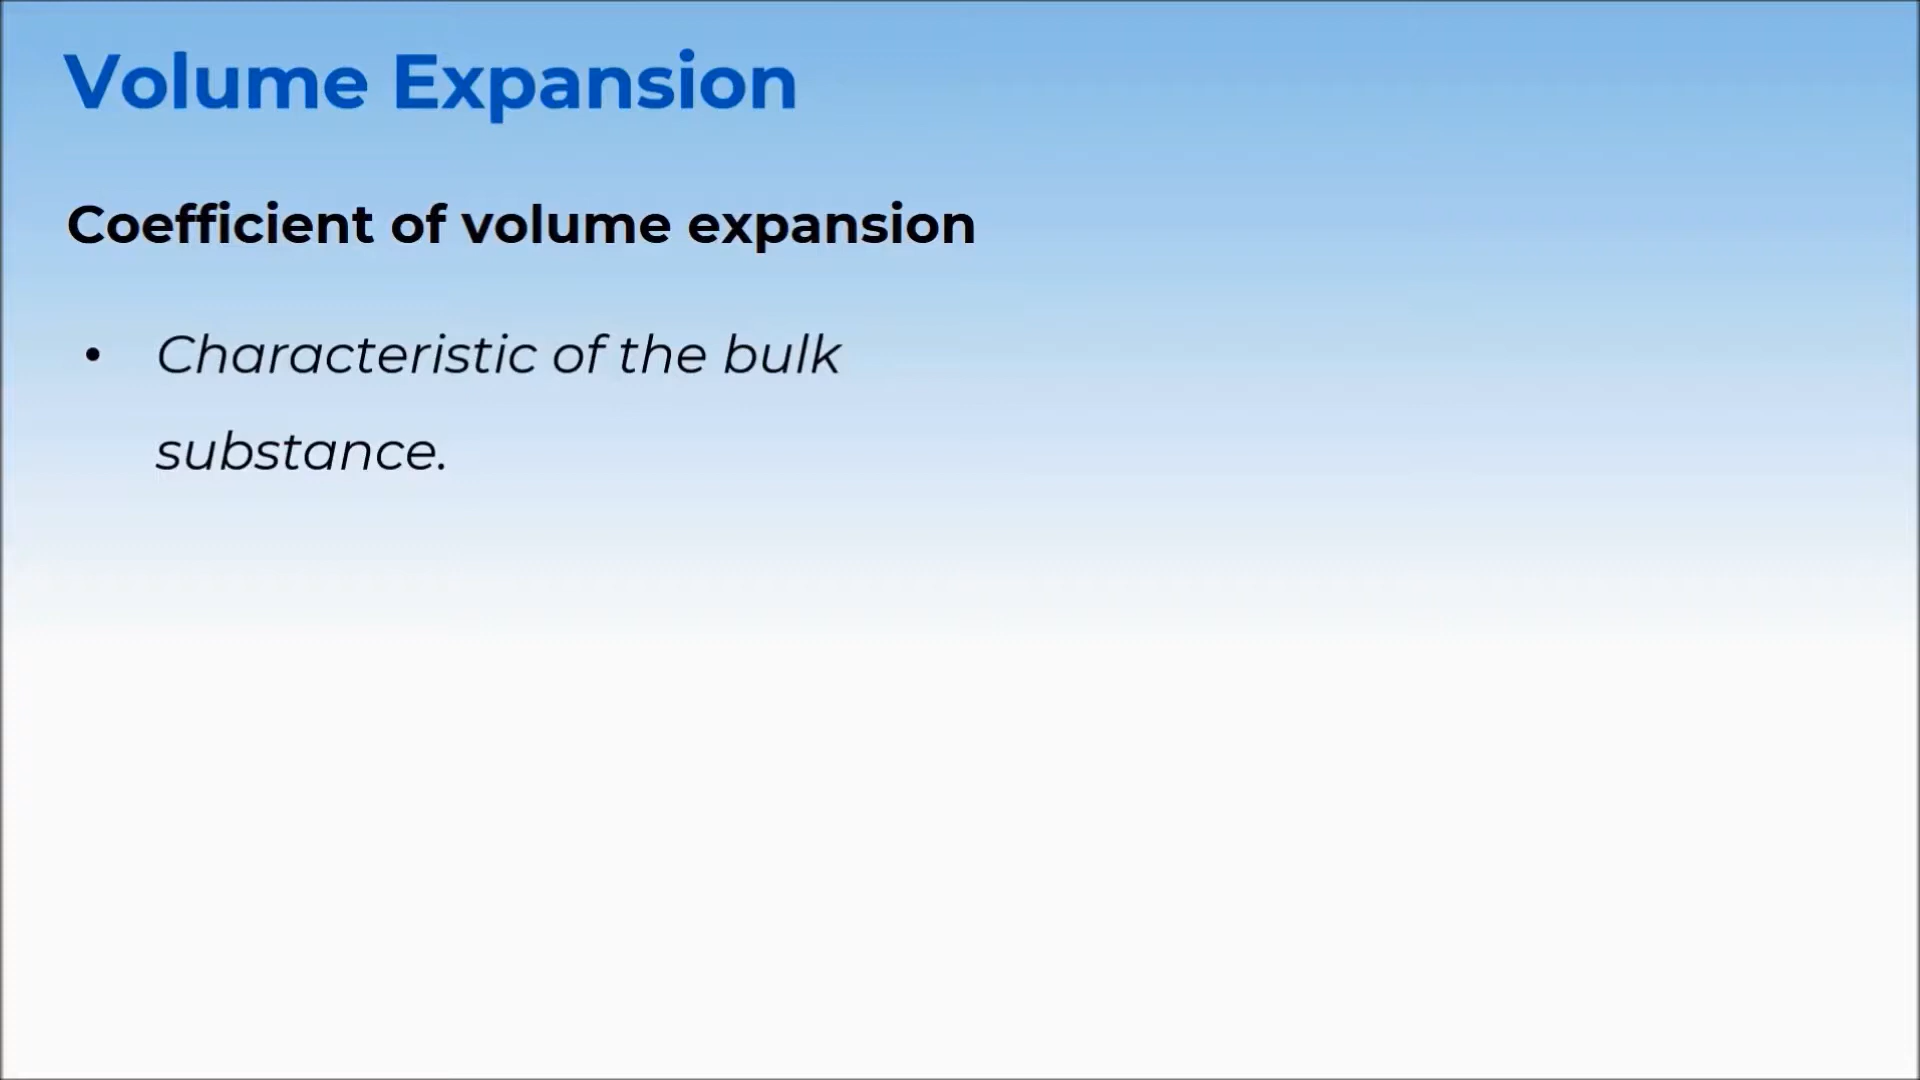 Volume Expansion
Coefficient of volume expansion
• Characteristic of the bulk
substance.